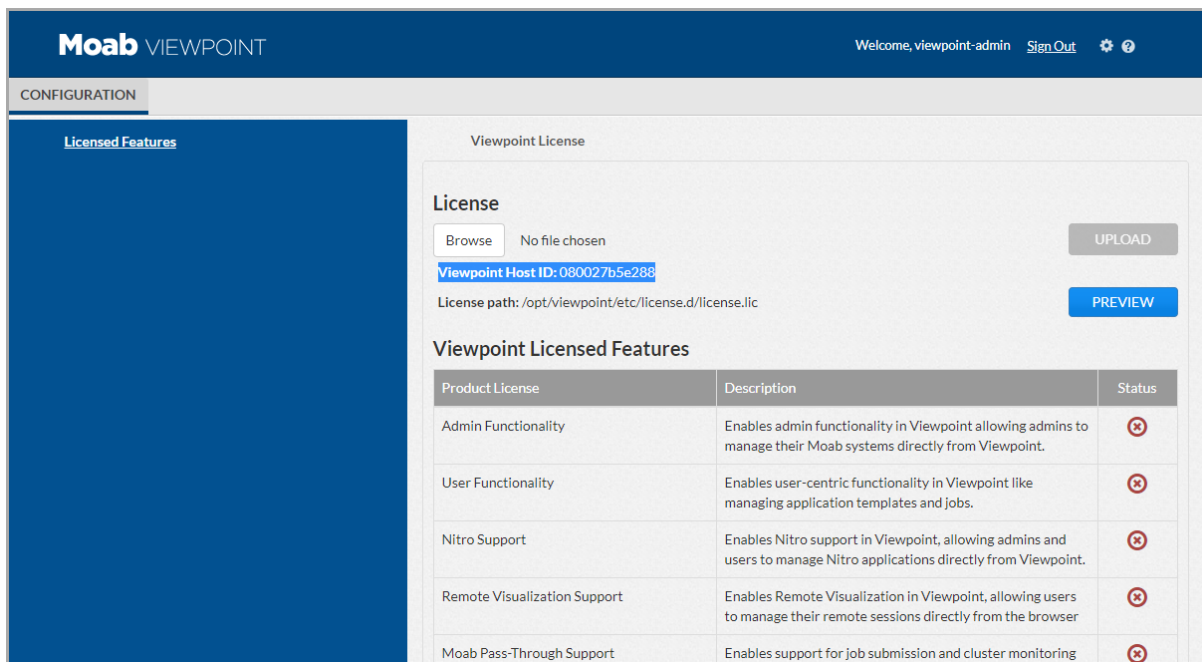 Moab VIEWPOINT
Welcome, viewpoint-admin Sign Out
CONFIGURATION
Licensed Features
Viewpoint License
License
Browse No file chosen UPLOAD
Viewpoint Host ID: 080027b5e288
License path: /opt/viewpoint/etc/license.d/license.lic PREVIEW
Viewpoint Licensed Features
Product License Description Status
Admin Functionality Enables admin functionality in Viewpoint allowing admins to
manage their Moab systems directly from Viewpoint.
User Functionality Enables user-centric functionality in Viewpoint like
managing application templates and jobs.
Nitro Support Enables Nitro support in Viewpoint, allowing admins and
users to manage Nitro applications directly from Viewpoint.
Remote Visualization Support Enables Remote Visualization in Viewpoint, allowing users
to manage their remote sessions directly from the browser
Moab Pass-Through Support Enables support for job submission and cluster monitoring